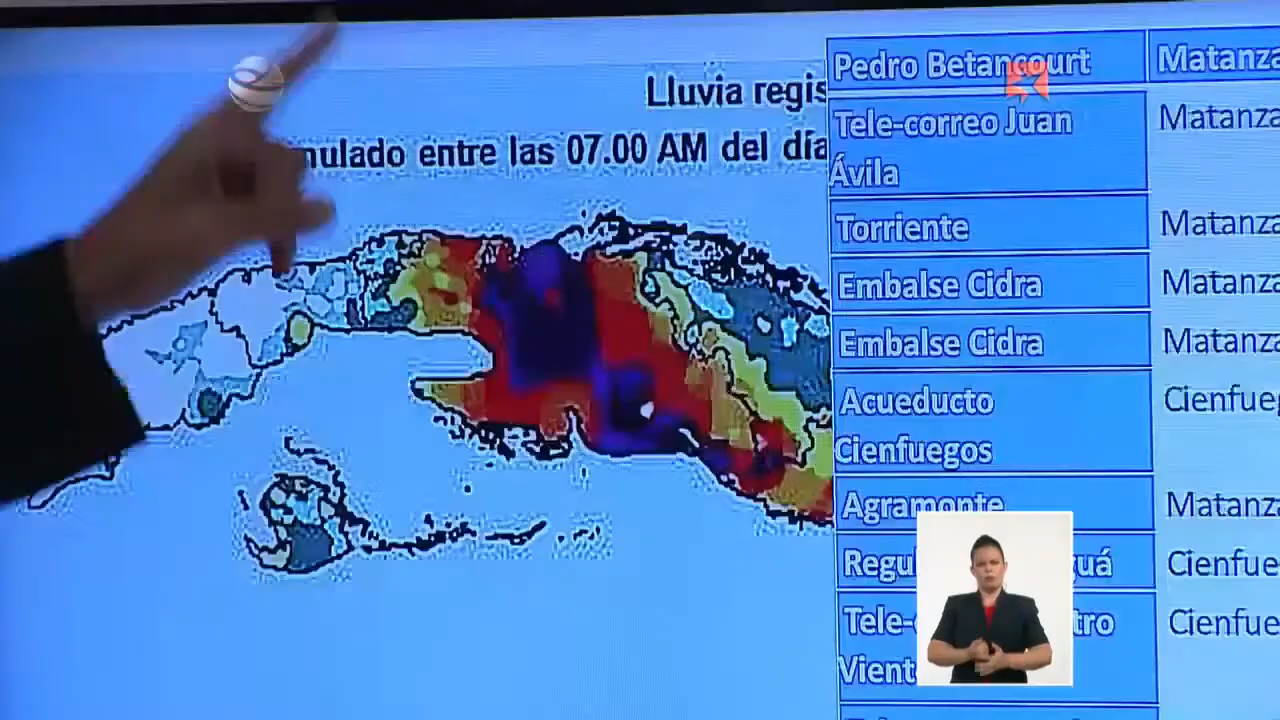 Lluvia regis
mulado entre las 07.00 AM del día
Pedro Betancourt Matanza
Tele-correo Juan Matanza
Ávila
Torriente Matanza
Embalse Cidra Matanza
Embalse Cidra Matanza
Acueducto Cienfue
Cienfuegos
Agramonte Matanza
Regul guá Cienfue
Tele- tro Cienfue
Vient